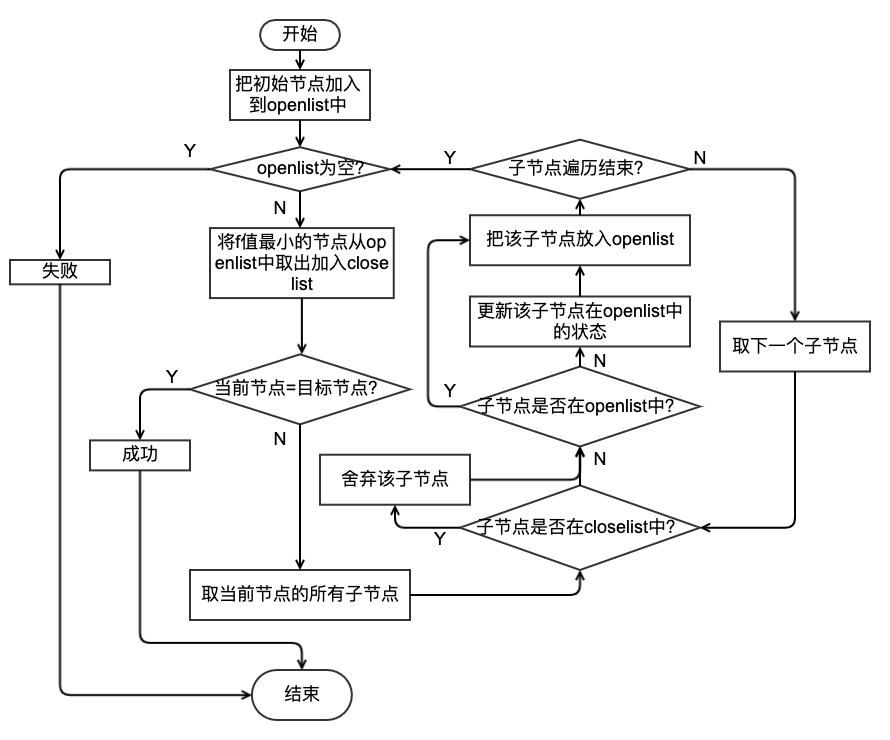 开始
把初始节点加入
到openlist中
Y
openlist为空?
Y
子节点遍历结束?
N
N
将f值最小的节点从op
enlist中取出加入close
list
把该子节点放入openlist
失败
更新该子节点在openlist中
的状态
取下一个子节点
N
Y
当前节点=目标节点?
Y
子节点是否在openlist中?
成功
N
舍弃该子节点
N
子节点是否在closelist中?
Y
取当前节点的所有子节点
结束